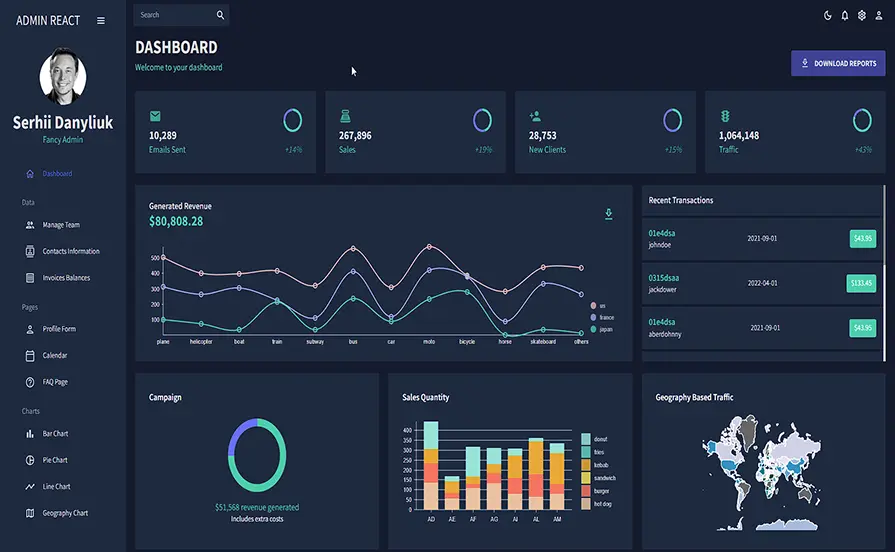 ADMIN REACT
Serhii Danyliuk
Fancy Admin
Dashboard
Data
Manage Team
Contacts Information
Invoices Balances
Pages
Profile Form
Calendar
FAQ Page
Charts
Bar Chart
Pie Chart
Line Chart
Geography Chart
Search
DASHBOARD
Welcome to your dashboard
DOWNLOAD REPORTS
10,289
Emails Sent
+14%
267,896
Sales
+19%
28,753
New Clients
+15%
1,064,148
Traffic
+43%
Generated Revenue
$80,808.28
500
400
300
200
100
plane helicopter boat train subway bus car moto bicycle horse skateboard others
us
france
japan
Recent Transactions
01e4dsa
johndoe
2021-09-01
$43.95
0315dsaa
jackdower
2022-04-01
$133.45
01e4dsa
aberdohnny
2021-09-01
$43.95
Campaign
$51,568 revenue generated
Includes extra costs
Sales Quantity
400
350
300
250
200
150
100
50
0
AD AE AF AG AI AL AM
donut
fries
kebab
sandwich
burger
hot dog
Geography Based Traffic